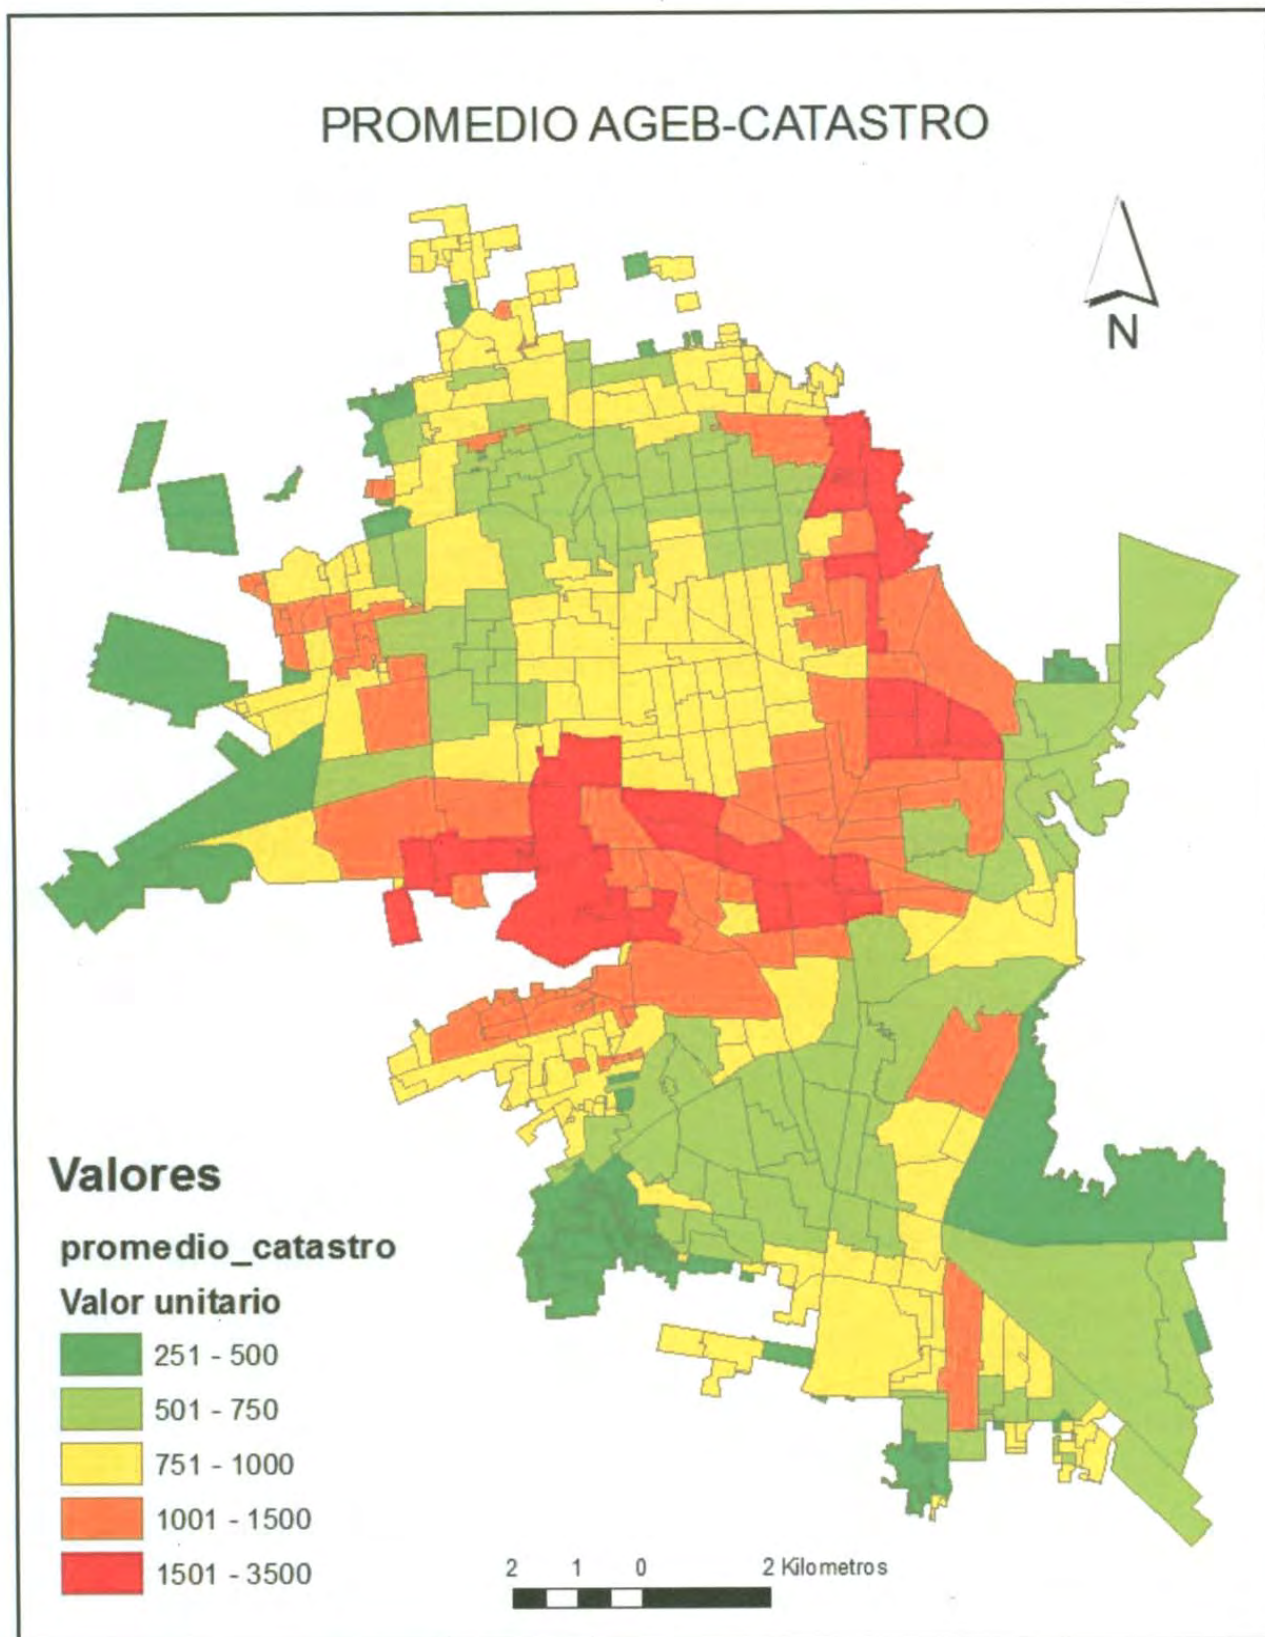 PROMEDIO AGEB-CATASTRO
N
Valores
promedio_catastro
Valor unitario
251 - 500
501 - 750
751 - 1000
1001 - 1500
1501 - 3500
2 1 0 2 Kilometros